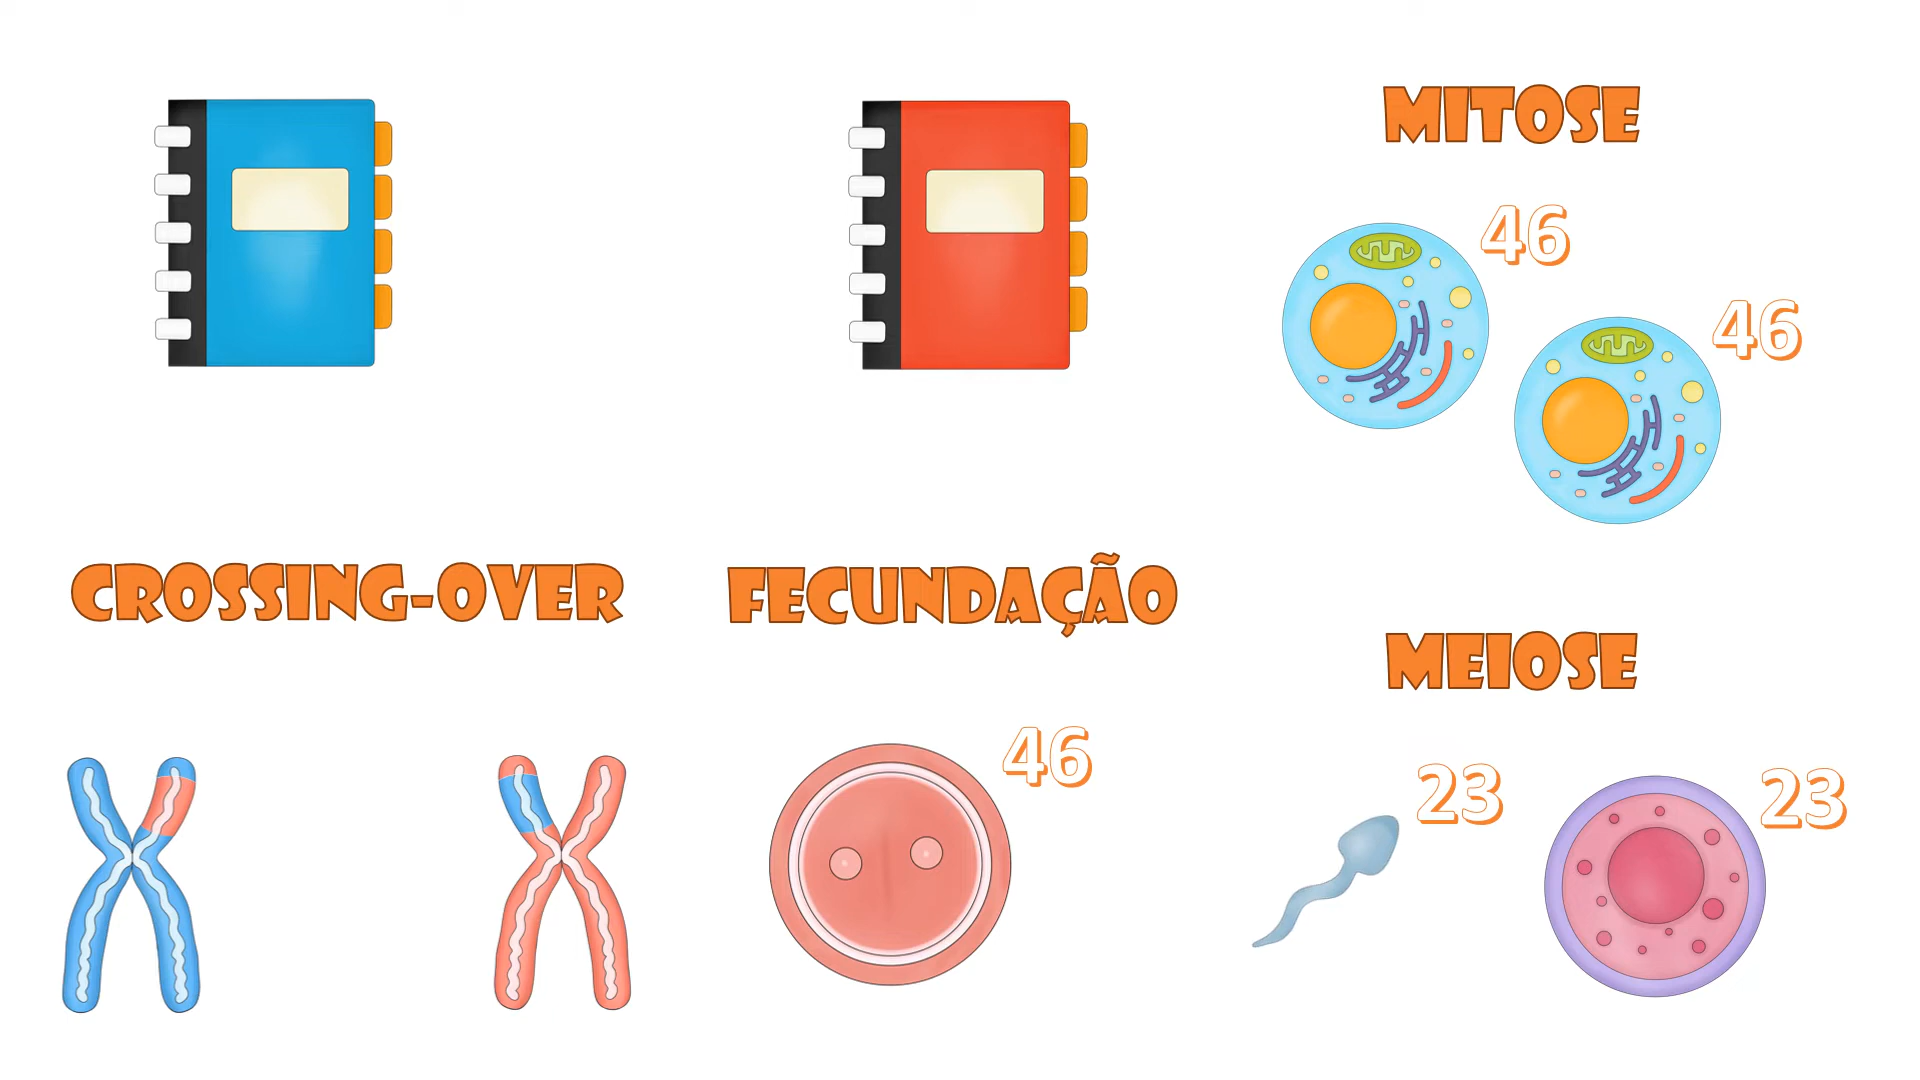 MITOSE
46
46
CROSSING-OVER
FECUNDAÇÃO
46
MEIOSE
23
23